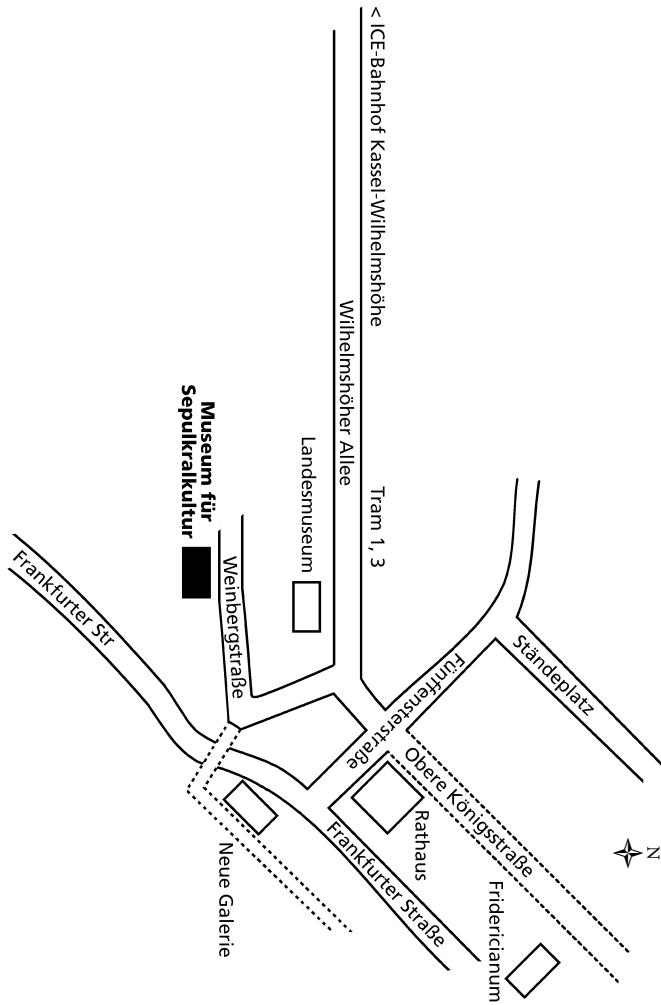 < ICE-Bahnhof Kassel-Wilhelmshöhe
Tram 1, 3
Wilhelmshöher Allee
Landesmuseum
Museum für
Sepulkralkultur
Weinbergstraße
Frankfurter Str
Ständeplatz
Fünffensterstraße
Obere Königsstraße
Rathaus
Frankfurter Straße
Fridericianum
Neue Galerie
N